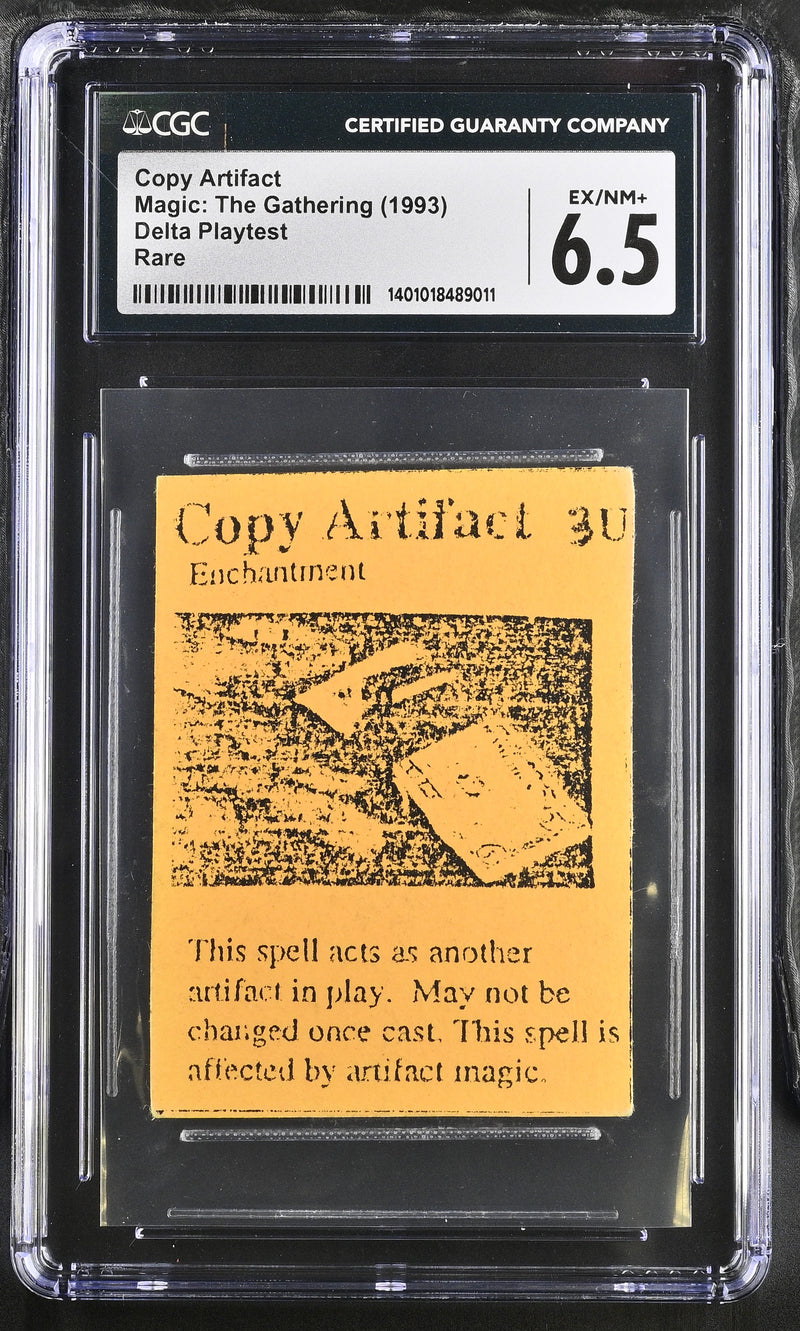 CGC
CERTIFIED GUARANTY COMPANY
Copy Artifact
Magic: The Gathering (1993)
Delta Playtest
Rare
EX/NM+
6.5
1401018489011
Copy Artifact 3U
Enchantment
This spell acts as another
artifact in play. May not be
changed once cast. This spell is
affected by artifact magic.